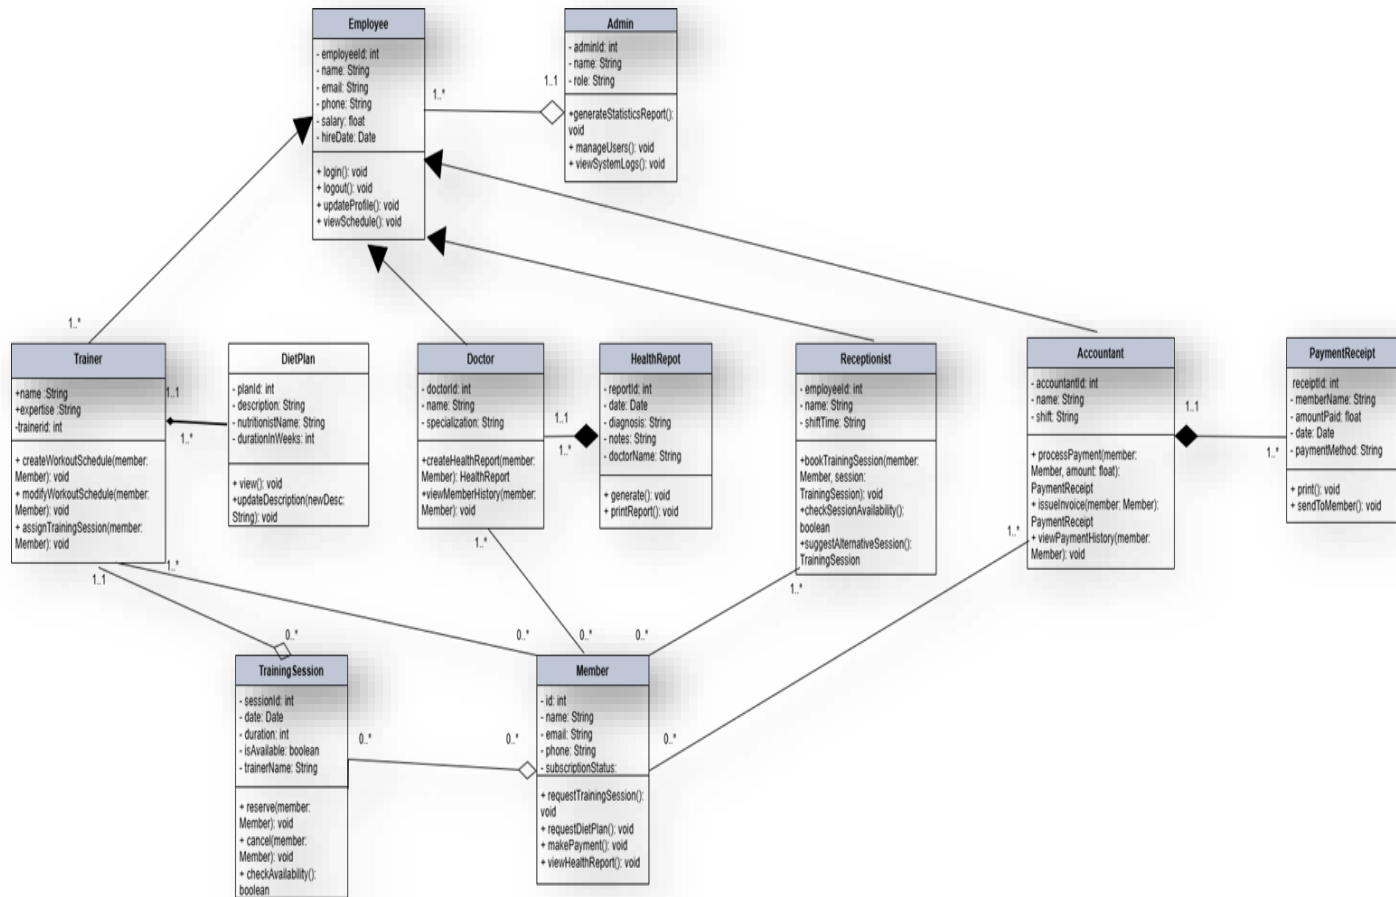 Employee
- employeeId: int
- name: String
- email: String
- phone: String
- salary: float
- hireDate: Date
+ login(): void
+ logout(): void
+ updateProfile(): void
+ viewSchedule(): void
Admin
- adminId: int
- name: String
- role: String
+generateStatisticsReport():
void
+ manageUsers(): void
+ viewSystemLogs(): void
1..*
1..1
1..*
Trainer
+name :String
+expertise :String
-trainerid: int
+ createWorkoutSchedule(member:
Member): void
+ modifyWorkoutSchedule(member:
Member): void
+ assignTrainingSession(member:
Member): void
1..1
1..*
DietPlan
- planId: int
- description: String
- nutritionistName: String
- durationInWeeks: int
+ view(): void
+updateDescription(newDesc:
String): void
Doctor
- doctorId: int
- name: String
- specialization: String
+createHealthReport(member:
Member): HealthReport
+viewMemberHistory(member:
Member): void
1..1
1..*
HealthRepot
- reportId: int
- date: Date
- diagnosis: String
- notes: String
- doctorName: String
+ generate(): void
+ printReport(): void
Receptionist
- employeeId: int
- name: String
- shiftTime: String
+bookTrainingSession(member:
Member, session:
TrainingSession): void
+checkSessionAvailability():
boolean
+suggestAlternativeSession():
TrainingSession
Accountant
- accountantId: int
- name: String
- shift: String
+ processPayment(member:
Member, amount: float):
PaymentReceipt
+ issueInvoice(member: Member):
PaymentReceipt
+ viewPaymentHistory(member:
Member): void
1..1
1..*
PaymentReceipt
receiptId: int
- memberName: String
- amountPaid: float
- date: Date
- paymentMethod: String
+ print(): void
+ sendToMember(): void
1..1
1..*
1..*
1..*
1..*
0..*
0..*
0..*
0..*
TrainingSession
- sessionId: int
- date: Date
- duration: int
- isAvailable: boolean
- trainerName: String
+ reserve(member:
Member): void
+ cancel(member:
Member): void
+ checkAvailability():
boolean
0..*
0..*
Member
- id: int
- name: String
- email: String
- phone: String
- subscriptionStatus:
+ requestTrainingSession():
void
+ requestDietPlan(): void
+ makePayment(): void
+ viewHealthReport(): void
0..*